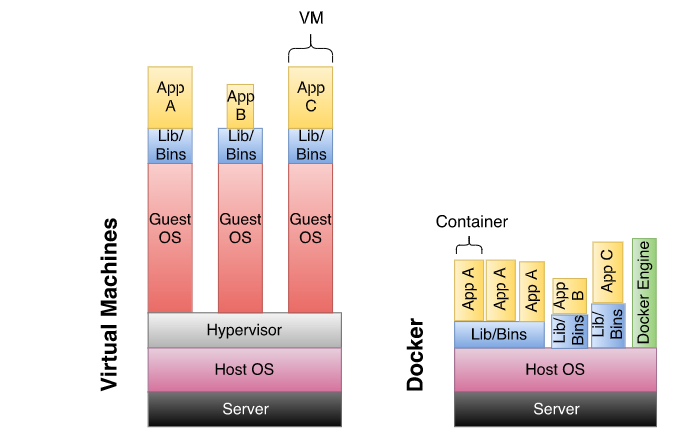 VM
App
A
App
B
App
C
Lib/
Bins
Lib/
Bins
Lib/
Bins
Guest
OS
Guest
OS
Guest
OS
Hypervisor
Host OS
Server
Virtual Machines
Container
App A
App A
App A
App
B
App C
Docker Engine
Lib/Bins
Lib/
Bins
Lib/
Bins
Host OS
Server
Docker